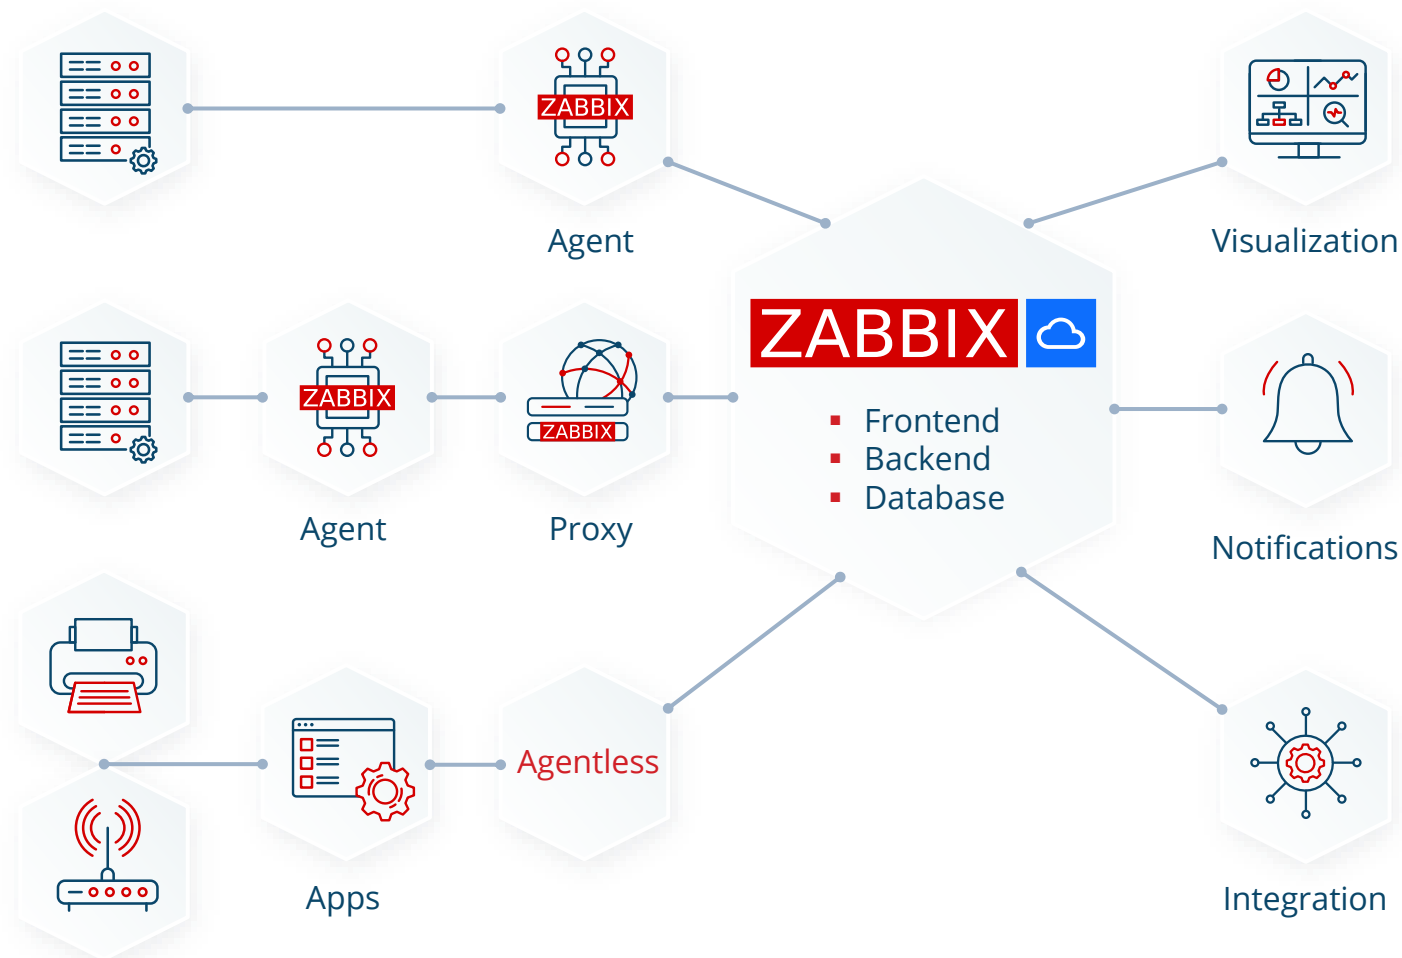 ZABBIX
Agent
Visualization
ZABBIX
Frontend
Backend
Database
ZABBIX
ZABBIX
Agent
Proxy
Notifications
Agentless
Apps
Integration